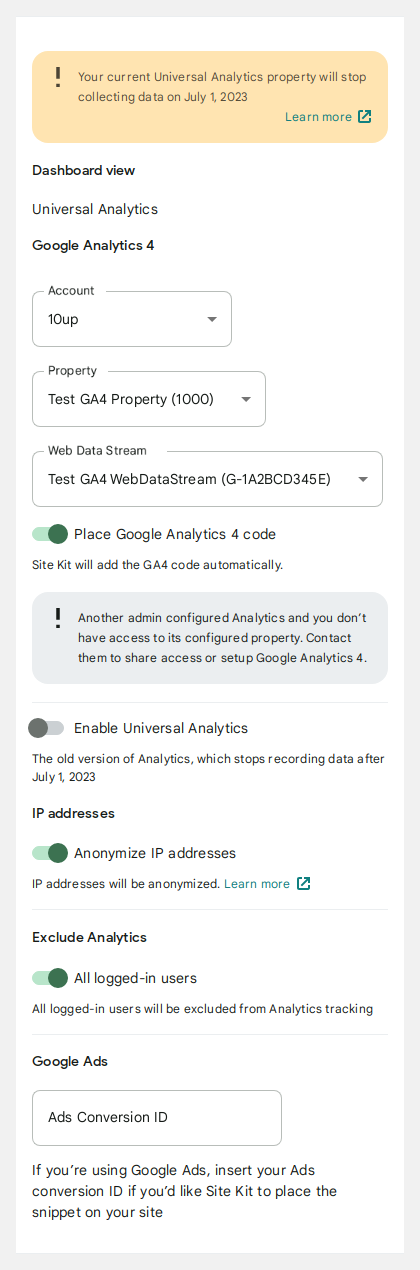 Your current Universal Analytics property will stop
collecting data on July 1, 2023
Learn more
Dashboard view
Universal Analytics
Google Analytics 4
Account
10up
Property
Test GA4 Property (1000)
Web Data Stream
Test GA4 WebDataStream (G-1A2BCD345E)
Place Google Analytics 4 code
Site Kit will add the GA4 code automatically.
Another admin configured Analytics and you don’t
have access to its configured property. Contact
them to share access or setup Google Analytics 4.
Enable Universal Analytics
The old version of Analytics, which stops recording data after
July 1, 2023
IP addresses
Anonymize IP addresses
IP addresses will be anonymized. Learn more
Exclude Analytics
All logged-in users
All logged-in users will be excluded from Analytics tracking
Google Ads
Ads Conversion ID
If you’re using Google Ads, insert your Ads
conversion ID if you’d like Site Kit to place the
snippet on your site